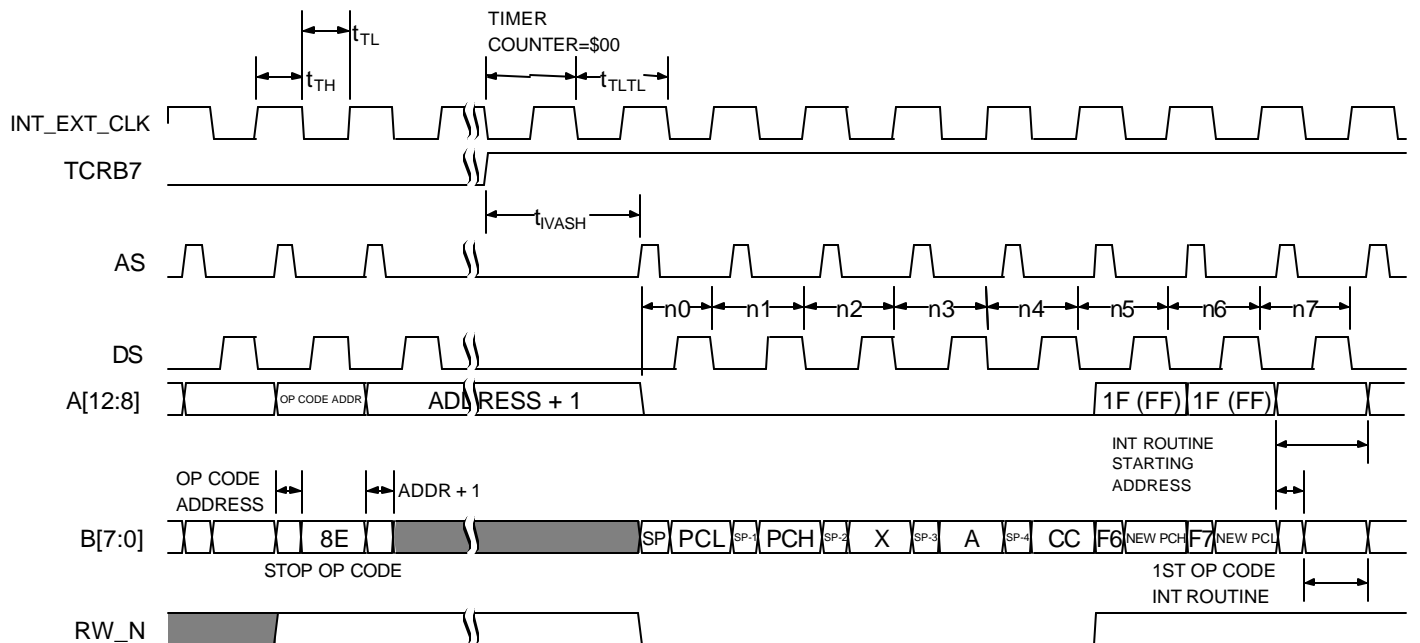 TIMER
COUNTER=$00
tTL
tTH
tTLTL
INT_EXT_CLK
TCRB7
tIVASH
AS
n0 n1 n2 n3 n4 n5 n6 n7
DS
A[12:8] OP CODE ADDR ADDRESS + 1 1F (FF) 1F (FF)
INT ROUTINE
STARTING
ADDRESS
OP CODE
ADDRESS
ADDR + 1
B[7:0] 8E SP PCL SP-1 PCH SP-2 X SP-3 A SP-4 CC F6 NEW PCH F7 NEW PCL
STOP OP CODE
1ST OP CODE
INT ROUTINE
RW_N